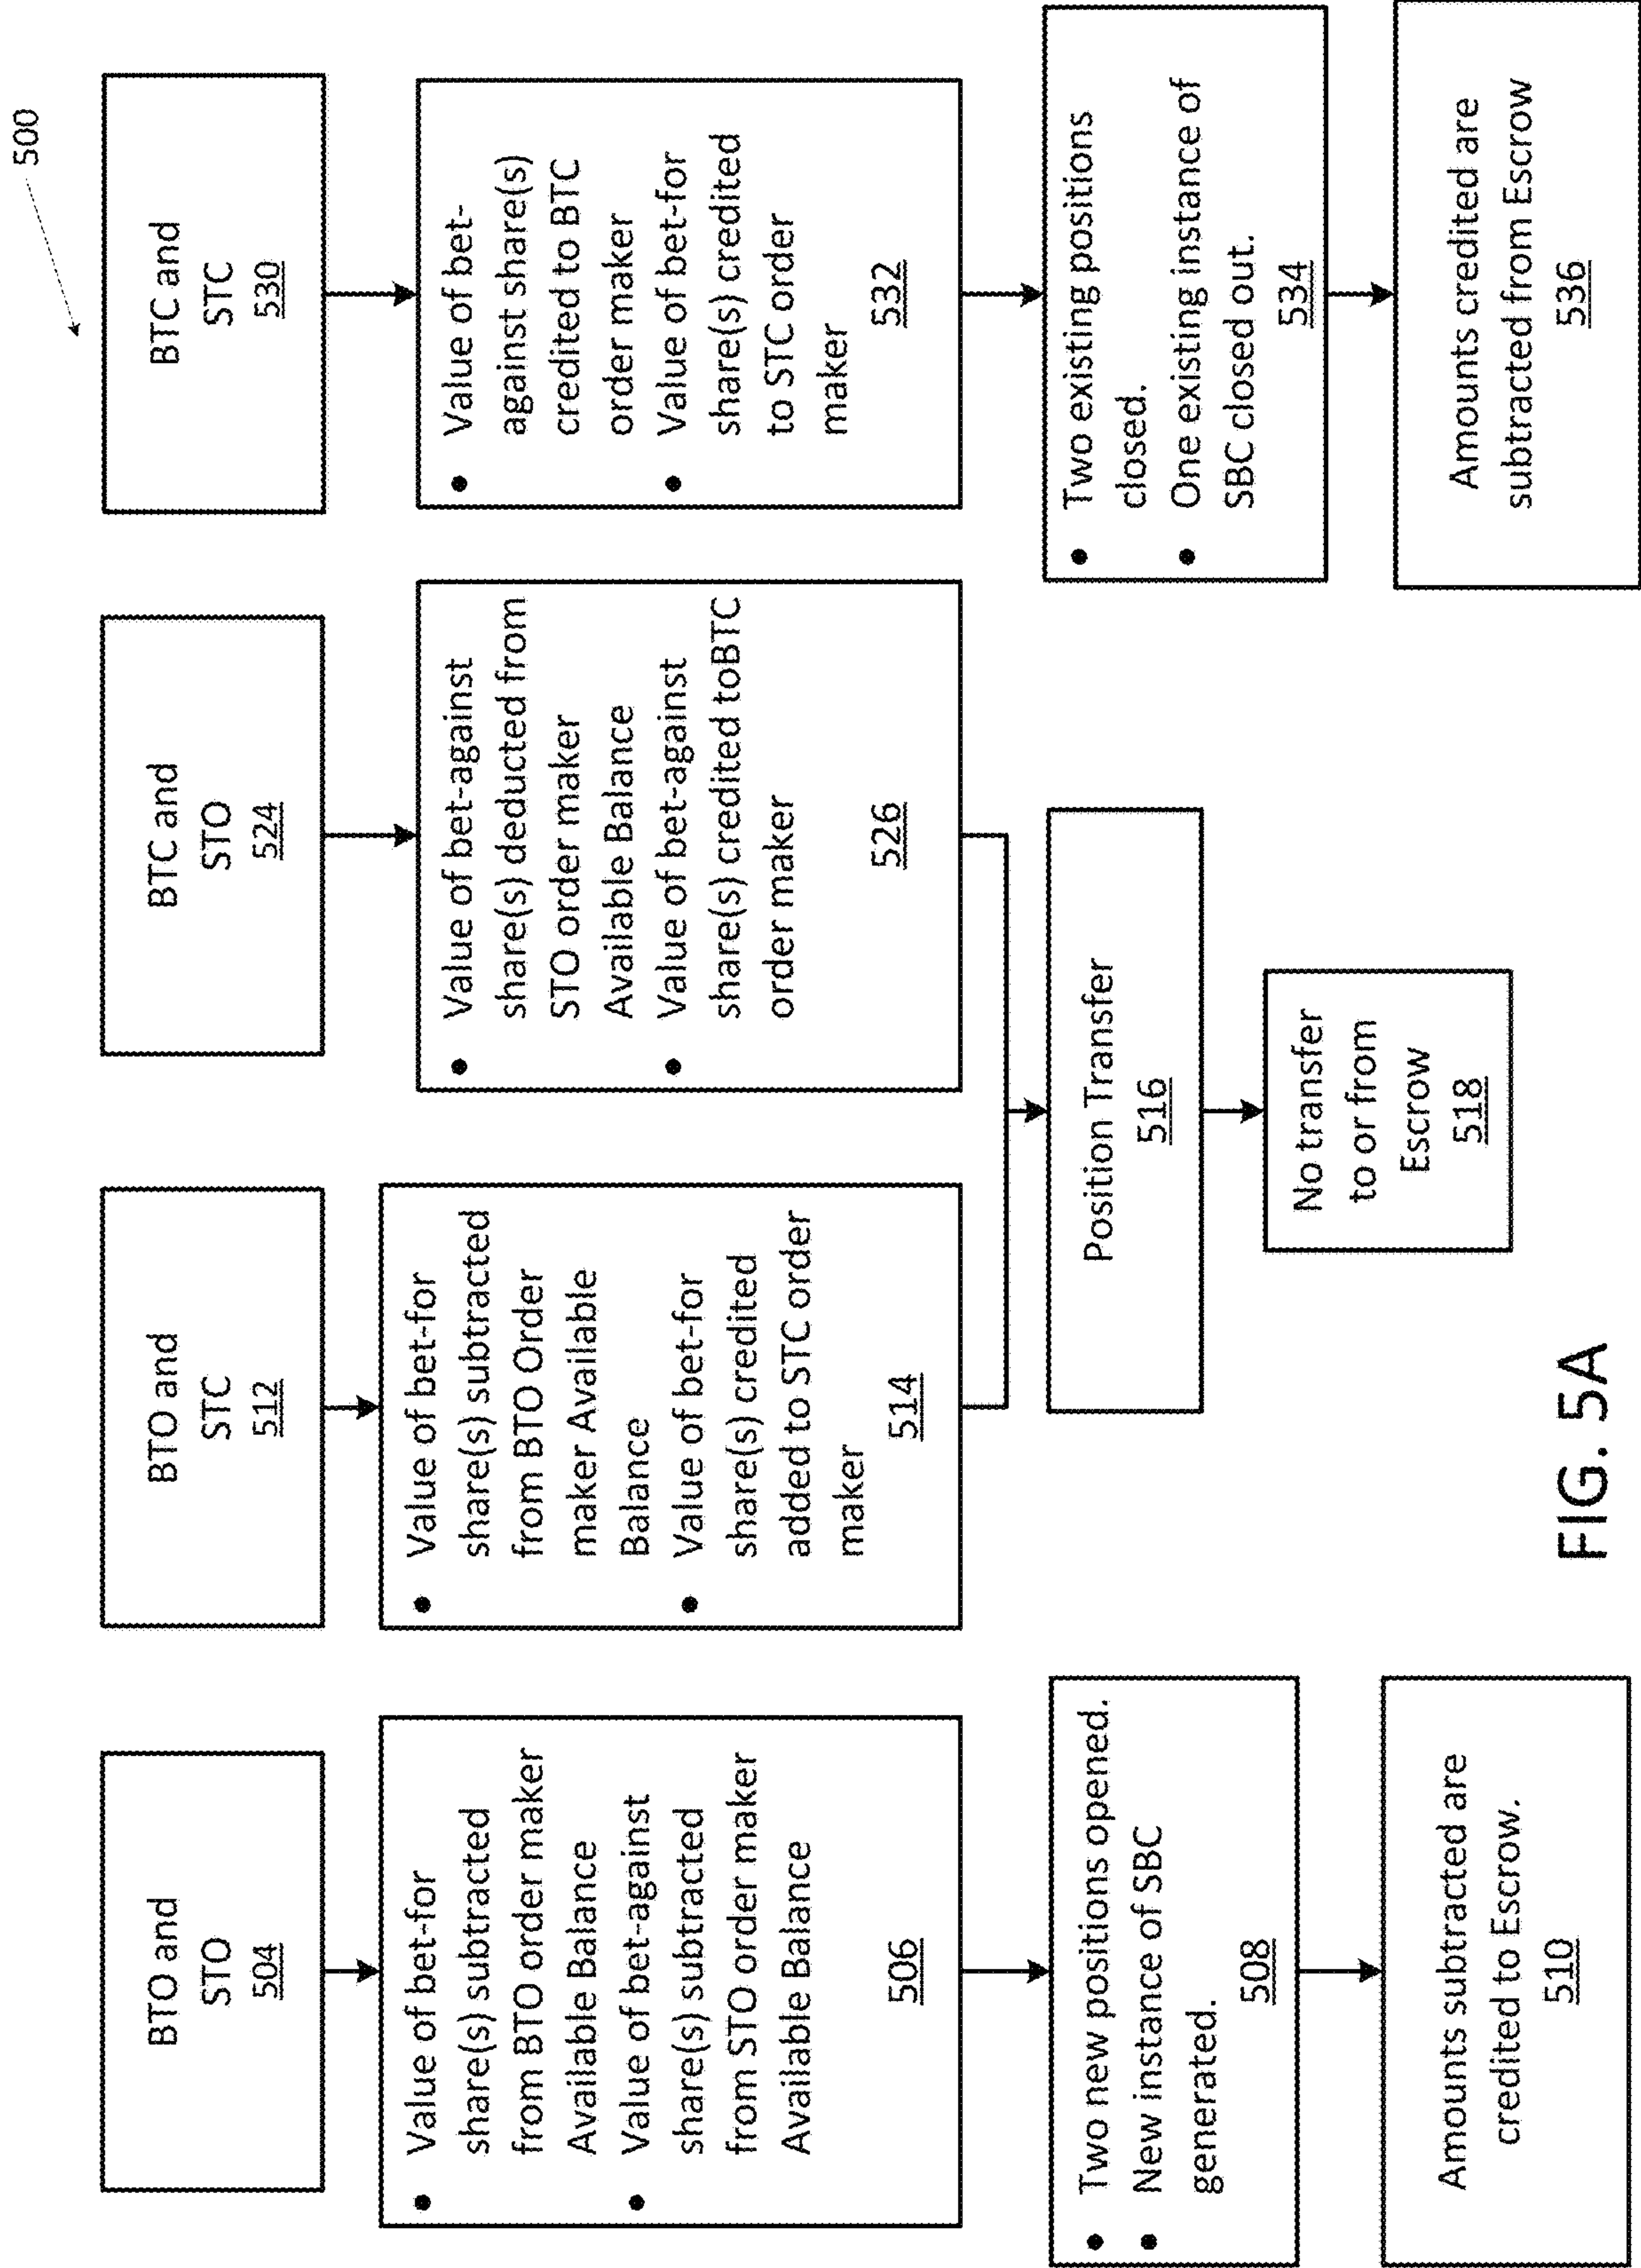 500
BTO and
STO
504
• Value of bet-for
share(s) subtracted
from BTO order maker
Available Balance
• Value of bet-against
share(s) subtracted
from STO order maker
Available Balance
506
• Two new positions opened.
• New instance of SBC
generated.
508
Amounts subtracted are
credited to Escrow.
510
BTO and
STC
512
• Value of bet-for
share(s) subtracted
from BTO Order
maker Available
Balance
• Value of bet-for
share(s) credited
added to STC order
maker
514
BTC and
STO
524
• Value of bet-against
share(s) deducted from
STO order maker
Available Balance
• Value of bet-against
share(s) credited toBTC
order maker
526
Position Transfer
516
No transfer
to or from
Escrow
518
BTC and
STC
530
• Value of bet-
against share(s)
credited to BTC
order maker
• Value of bet-for
share(s) credited
to STC order
maker
532
• Two existing positions
closed.
• One existing instance of
SBC closed out.
534
Amounts credited are
subtracted from Escrow
536
FIG. 5A